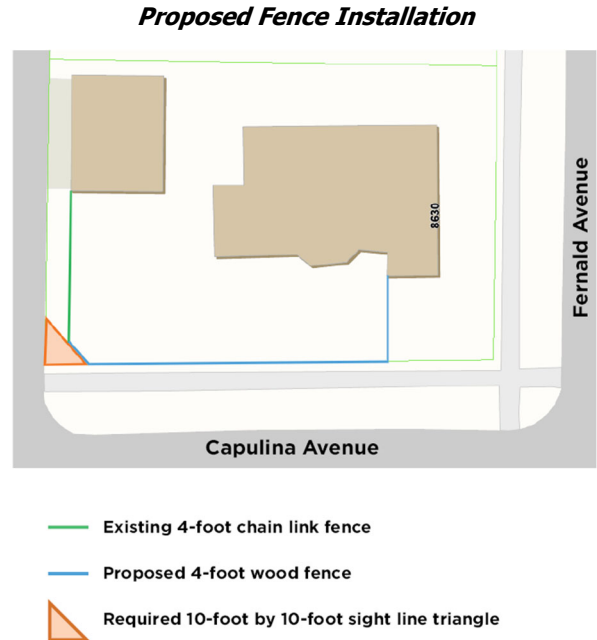 Proposed Fence Installation
8630
Fernald Avenue
Capulina Avenue
Existing 4-foot chain link fence
Proposed 4-foot wood fence
Required 10-foot by 10-foot sight line triangle